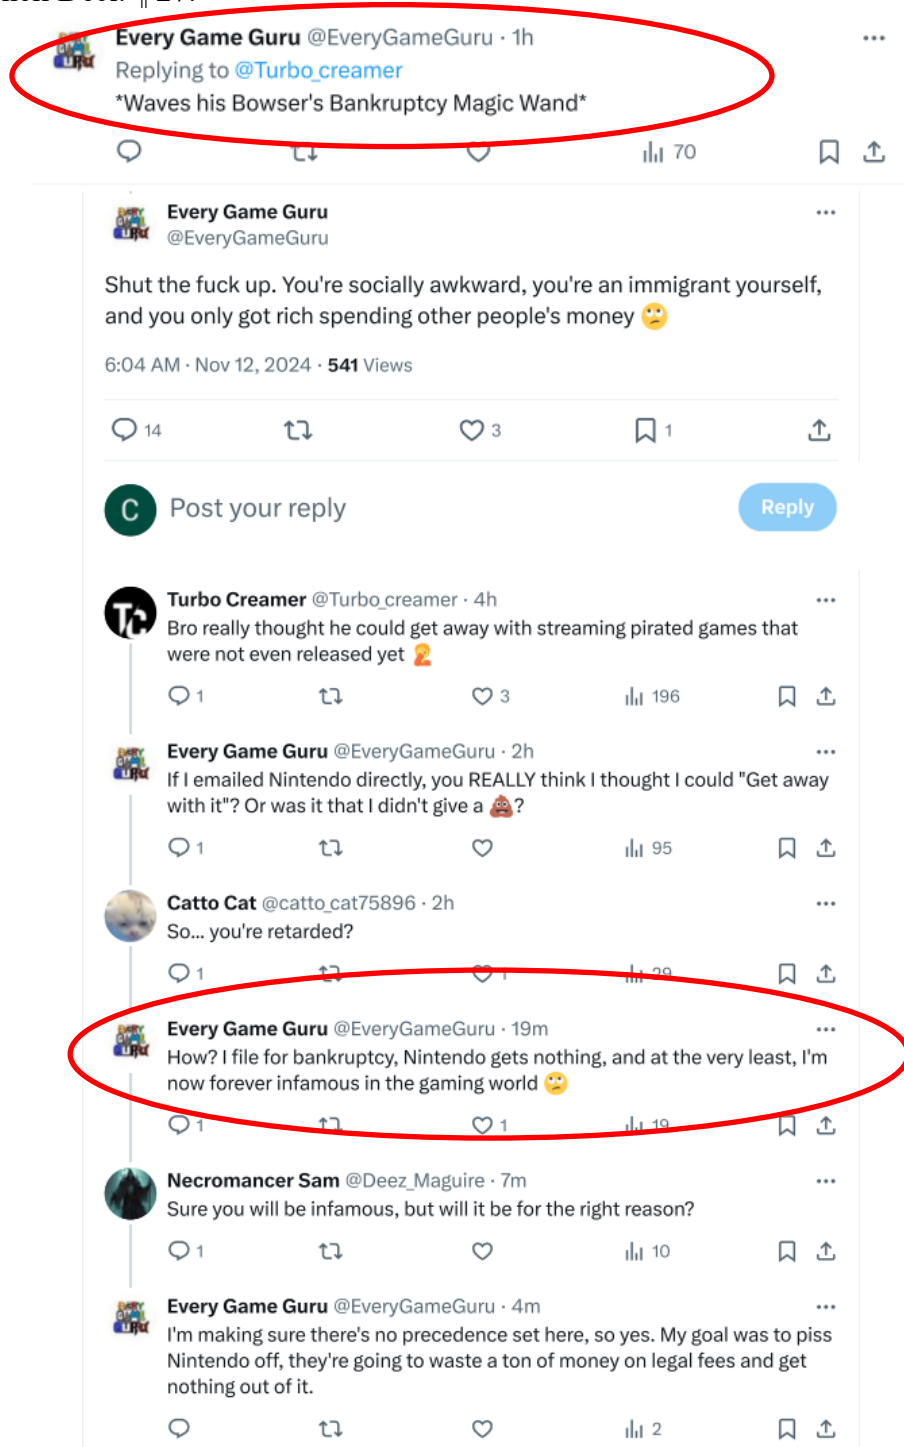 Every Game Guru @EveryGameGuru · 1h
Replying to @Turbo_creamer
*Waves his Bowser's Bankruptcy Magic Wand*
70
Every Game Guru
@EveryGameGuru
Shut the fuck up. You're socially awkward, you're an immigrant yourself,
and you only got rich spending other people's money 🙄
6:04 AM · Nov 12, 2024 · 541 Views
14 3 1
C Post your reply Reply
TC Turbo Creamer @Turbo_creamer · 4h
Bro really thought he could get away with streaming pirated games that
were not even released yet 🤦
1 3 196
Every Game Guru @EveryGameGuru · 2h
If I emailed Nintendo directly, you REALLY think I thought I could "Get away
with it"? Or was it that I didn't give a 💩?
1 95
Catto Cat @catto_cat75896 · 2h
So... you're retarded?
1 1 29
Every Game Guru @EveryGameGuru · 19m
How? I file for bankruptcy, Nintendo gets nothing, and at the very least, I'm
now forever infamous in the gaming world 🙄
1 1 19
Necromancer Sam @Deez_Maguire · 7m
Sure you will be infamous, but will it be for the right reason?
1 10
Every Game Guru @EveryGameGuru · 4m
I'm making sure there's no precedence set here, so yes. My goal was to piss
Nintendo off, they're going to waste a ton of money on legal fees and get
nothing out of it.
2